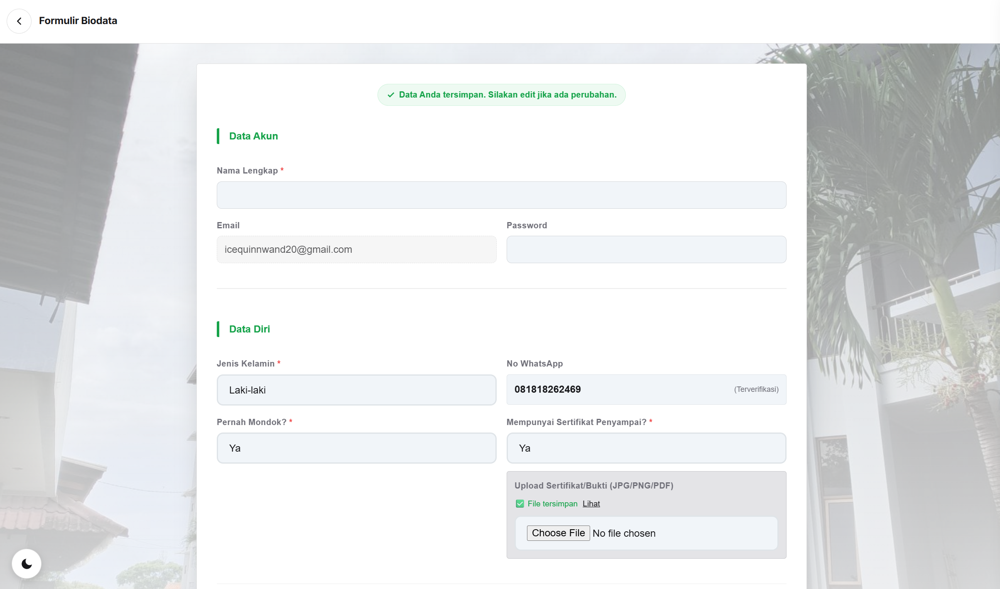 Formulir Biodata
Data Anda tersimpan. Silakan edit jika ada perubahan.
Data Akun
Nama Lengkap *
Email
icequinnwand20@gmail.com
Password
Data Diri
Jenis Kelamin *
Laki-laki
No WhatsApp
081818262469 (Terverifikasi)
Pernah Mondok? *
Ya
Mempunyai Sertifikat Penyampai? *
Ya
Upload Sertifikat/Bukti (JPG/PNG/PDF)
File tersimpan Lihat
Choose File No file chosen